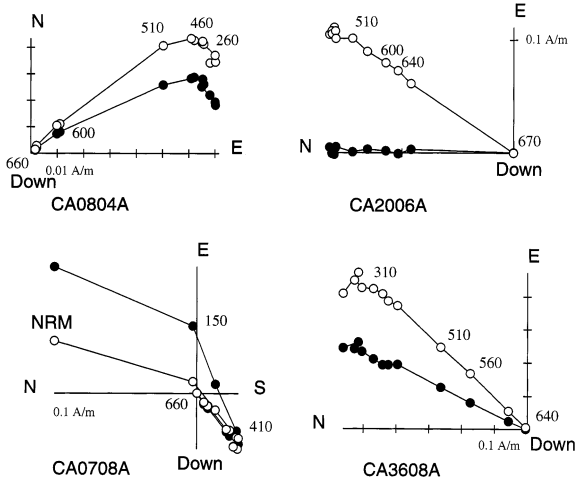 N
510
460
260
600
E
660
0.01 A/m
Down
CA0804A
E
510
0.1 A/m
600
640
N
670
Down
CA2006A
E
NRM
150
N
S
660
0.1 A/m
410
Down
CA0708A
E
310
510
560
N
640
0.1 A/m
Down
CA3608A